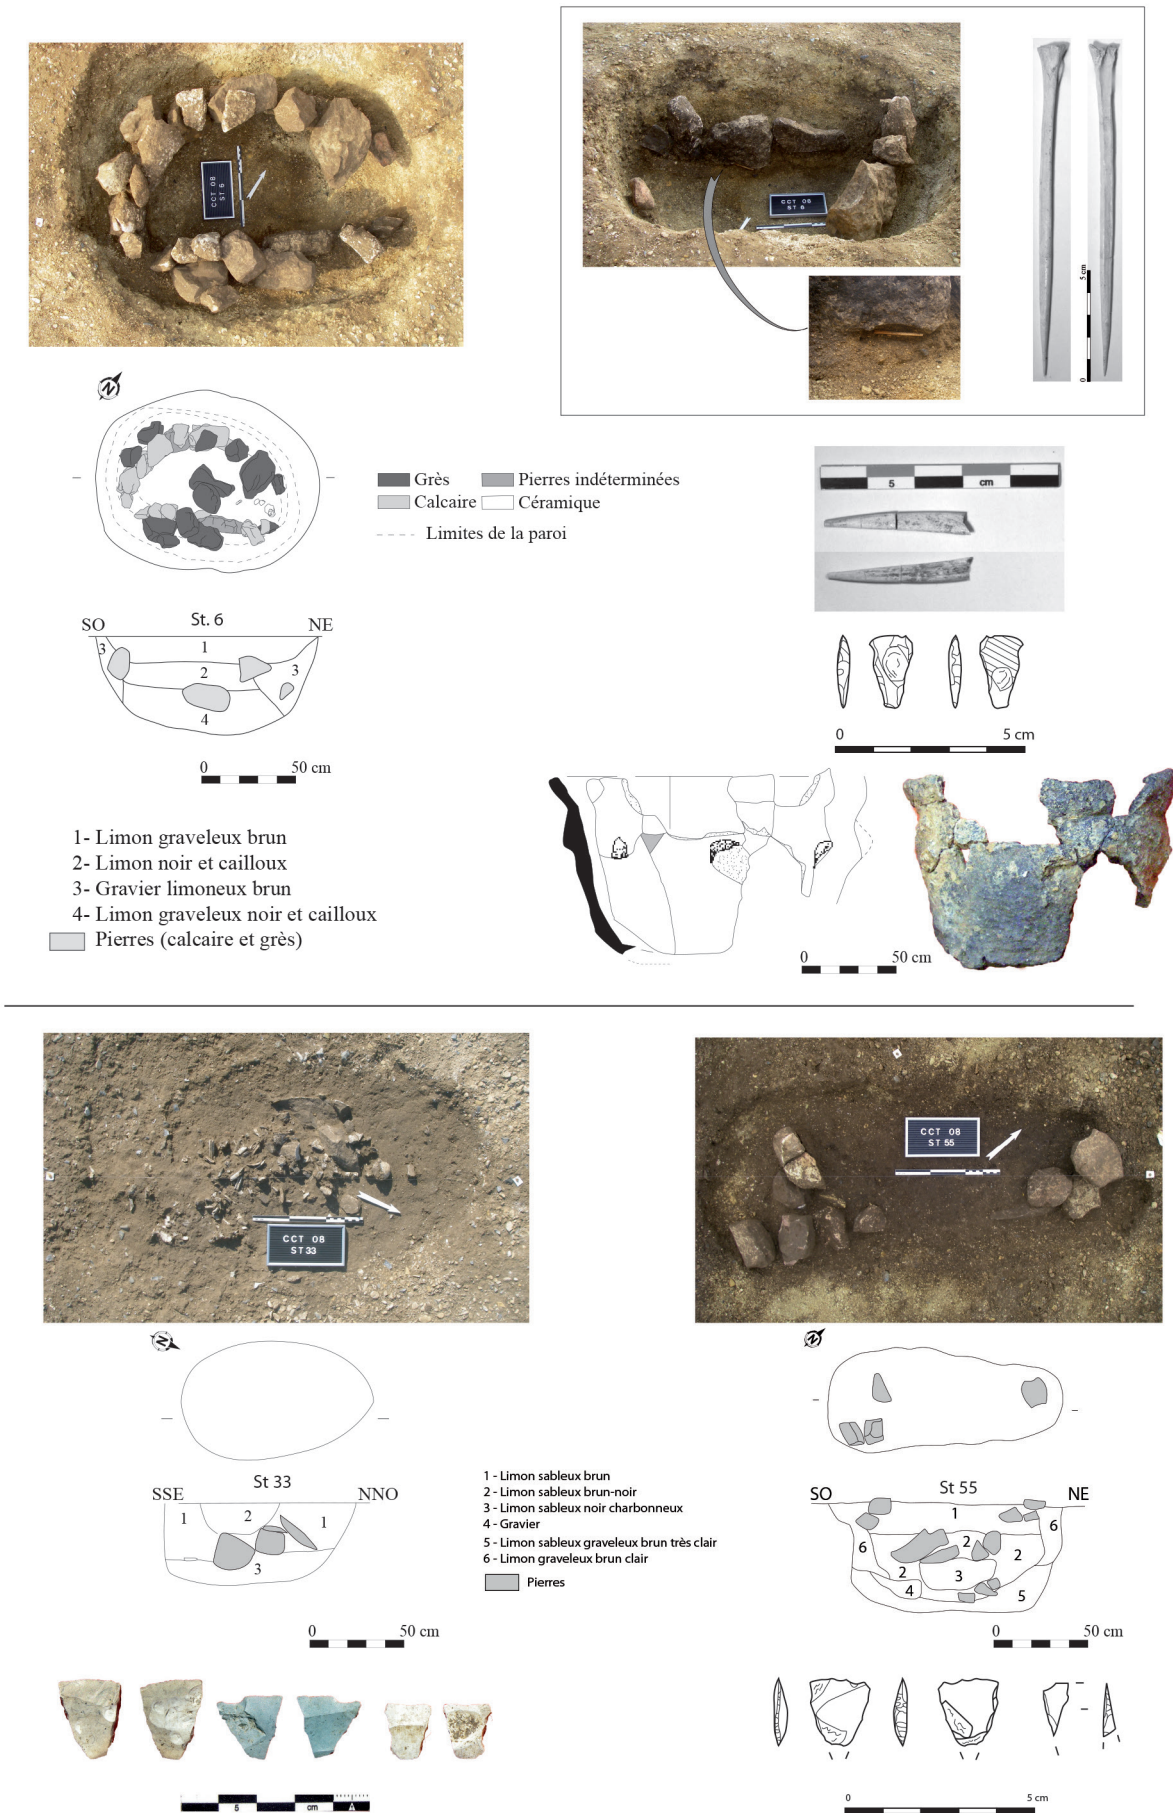 CCT 08
ST 6
CCT 08
ST 6
5 cm
0
N
Grès
Pierres indéterminées
Calcaire
Céramique
Limites de la paroi
5
cm
St. 6
SO
NE
3
1
2
3
4
0
50 cm
0
5 cm
1- Limon graveleux brun
2- Limon noir et cailloux
3- Gravier limoneux brun
4- Limon graveleux noir et cailloux
Pierres (calcaire et grès)
0
50 cm
CCT 08
ST 33
CCT 08
ST 55
N
N
St 33
SSE
NNO
1
2
1
3
0
50 cm
1 - Limon sableux brun
2 - Limon sableux brun-noir
3 - Limon sableux noir charbonneux
4 - Gravier
5 - Limon sableux graveleux brun très clair
6 - Limon graveleux brun clair
Pierres
St 55
SO
NE
1
6
6
2
2
2
3
4
5
0
50 cm
5
cm
A
0
5 cm